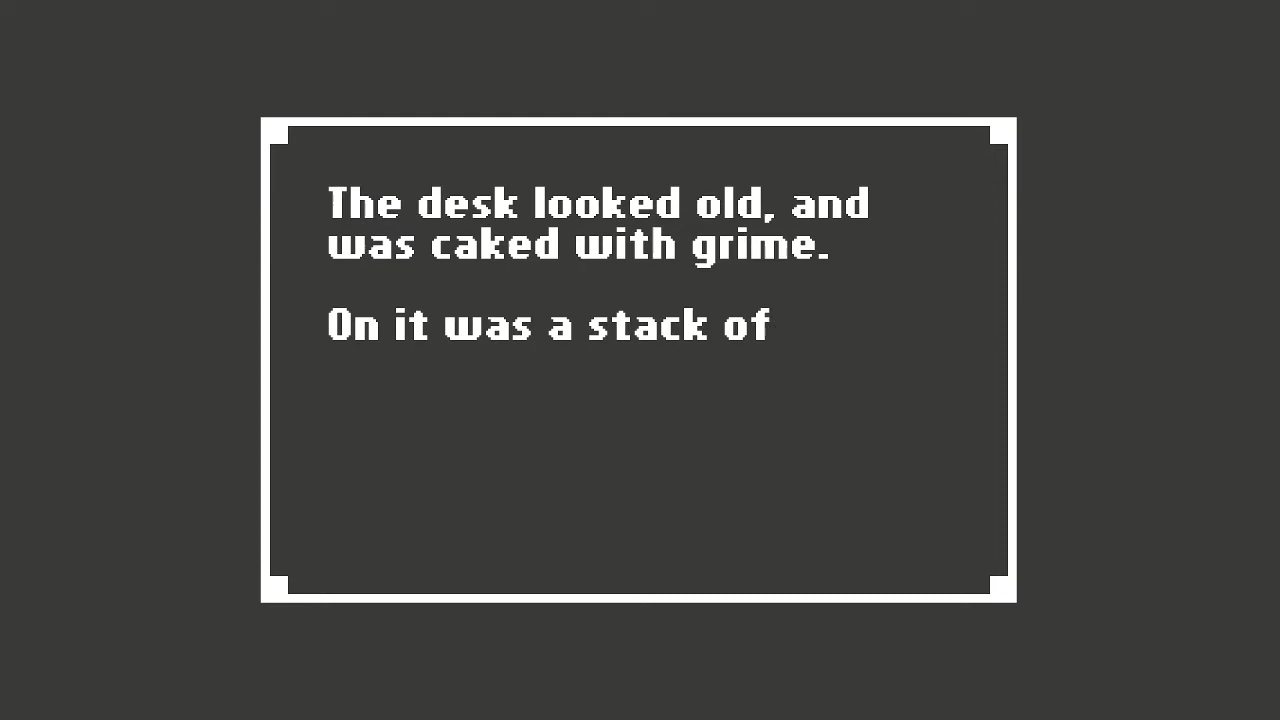 The desk looked old, and
was caked with grime.
On it was a stack of